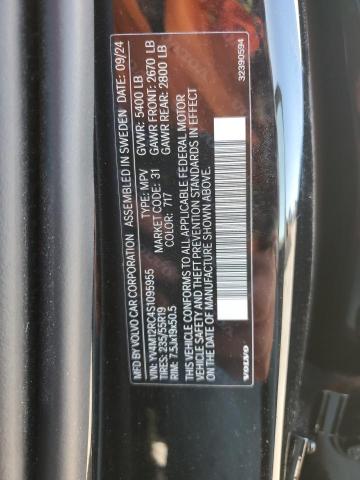 MFD BY VOLVO CAR CORPORATION ASSEMBLED IN SWEDEN DATE: 09/24
VIN: YV4M12RC4S1095955 TYPE: MPV GVWR: 5400 LB
TIRES: 235/55R19 MARKET CODE: 31 GAWR FRONT: 2670 LB
RIM: 7.5Jx19x50.5 COLOR: 717 GAWR REAR: 2800 LB
THIS VEHICLE CONFORMS TO ALL APPLICABLE FEDERAL MOTOR
VEHICLE SAFETY AND THEFT PREVENTION STANDARDS IN EFFECT
ON THE DATE OF MANUFACTURE SHOWN ABOVE.
VOLVO
32390594